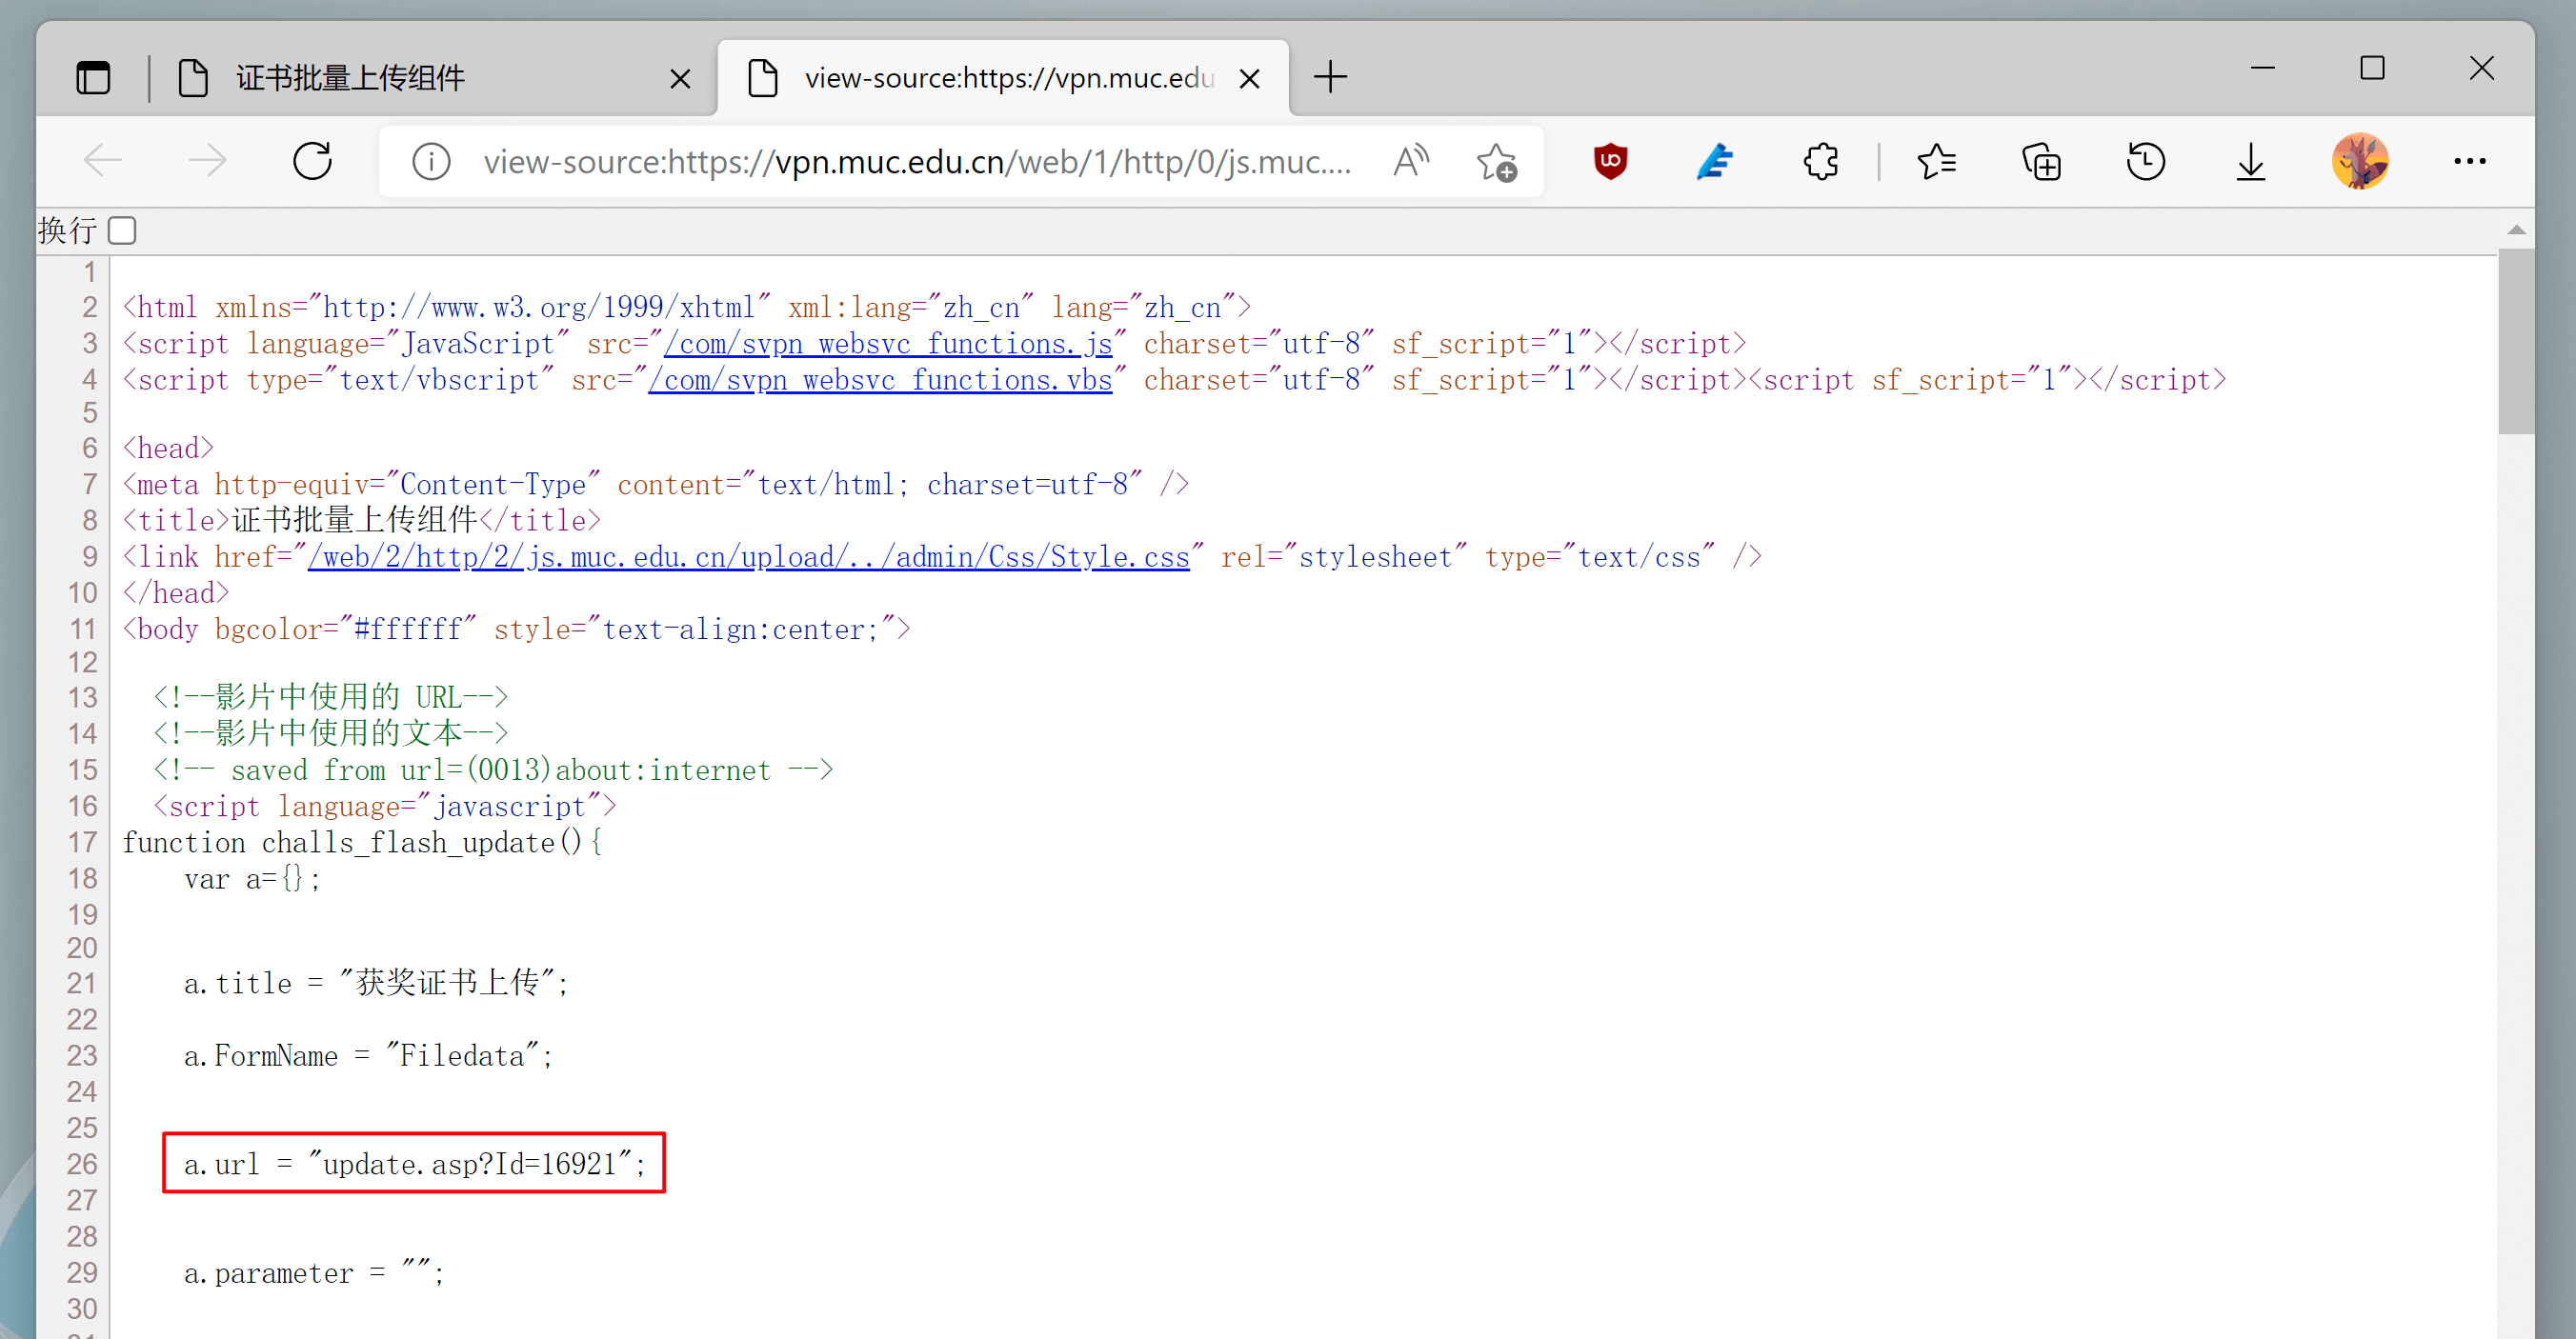 证书批量上传组件
view-source:https://vpn.muc.edu
view-source:https://vpn.muc.edu.cn/web/1/http/0/js.muc....
换行
1
2 <html xmlns="http://www.w3.org/1999/xhtml" xml:lang="zh_cn" lang="zh_cn">
3 <script language="JavaScript" src="/com/svpn_websvc_functions.js" charset="utf-8" sf_script="1"></script>
4 <script type="text/vbscript" src="/com/svpn_websvc_functions.vbs" charset="utf-8" sf_script="1"></script><script sf_script="1"></script>
5
6 <head>
7 <meta http-equiv="Content-Type" content="text/html; charset=utf-8" />
8 <title>证书批量上传组件</title>
9 <link href="/web/2/http/2/js.muc.edu.cn/upload/../admin/Css/Style.css" rel="stylesheet" type="text/css" />
10 </head>
11 <body bgcolor="#ffffff" style="text-align:center;">
12
13 <!--影片中使用的 URL-->
14 <!--影片中使用的文本-->
15 <!-- saved from url=(0013)about:internet -->
16 <script language="javascript">
17 function challs_flash_update(){
18 var a={};
19
20
21 a.title = "获奖证书上传";
22
23 a.FormName = "Filedata";
24
25
26 a.url = "update.asp?Id=16921";
27
28
29 a.parameter = "";
30